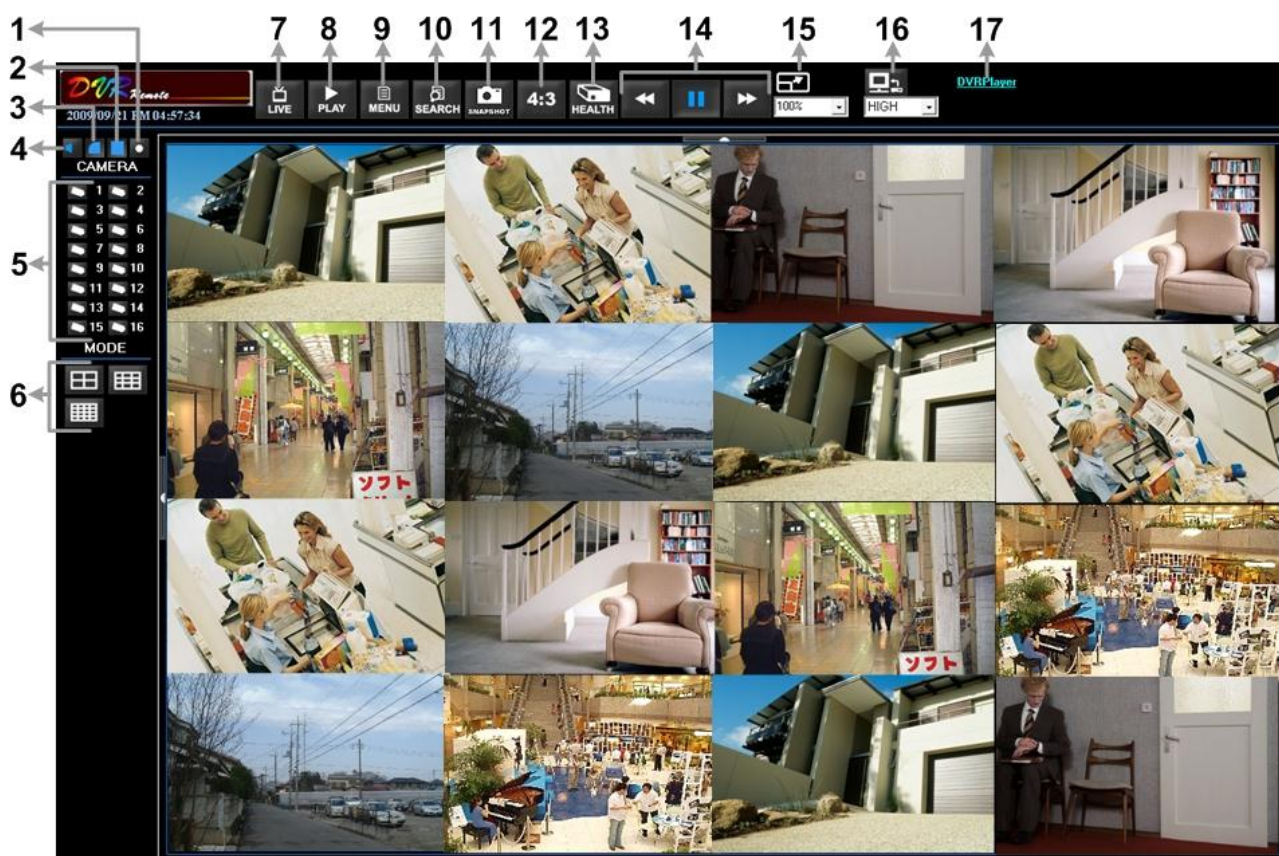 1
2
3
4
5
6
7
8
9
10
11
12
13
14
15
16
17
DVR Remote
2009/09/21 PM 04:57:34
LIVE
PLAY
MENU
SEARCH
SNAPSHOT
4:3
HEALTH
100%
HIGH
DVRPlayer
CAMERA
1 2
3 4
5 6
7 8
9 10
11 12
13 14
15 16
MODE
ソフト
ソフト